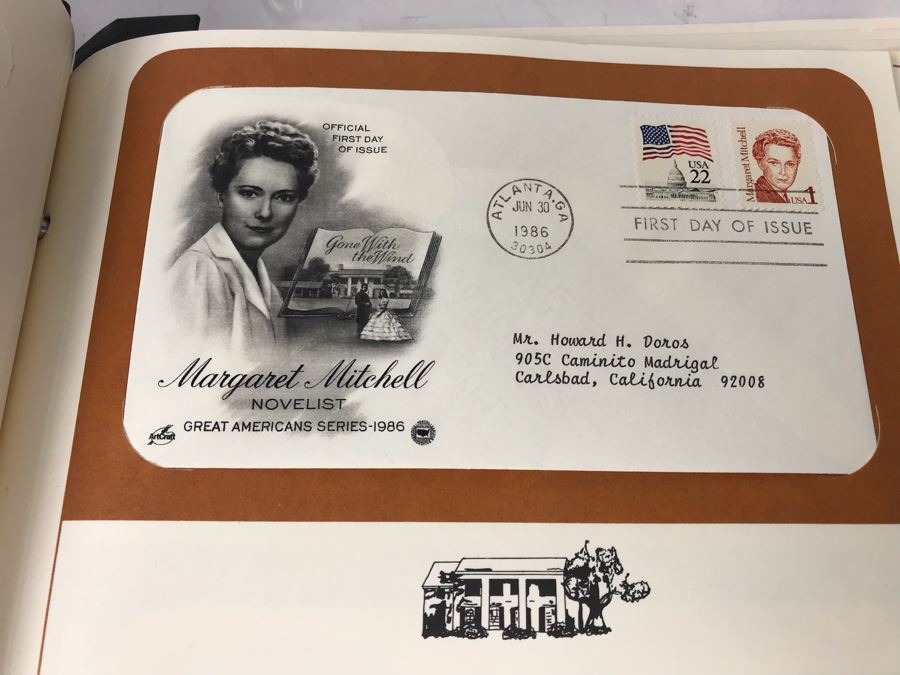 OFFICIAL
FIRST DAY
OF ISSUE
Gone With
the Wind
Margaret Mitchell
NOVELIST
GREAT AMERICANS SERIES-1986
ArtCraft
ATLANTA, GA
JUN 30
1986
30304
USA
22
Margaret Mitchell
USA 1
FIRST DAY OF ISSUE
Mr. Howard H. Doros
905C Caminito Madrigal
Carlsbad, California 92008